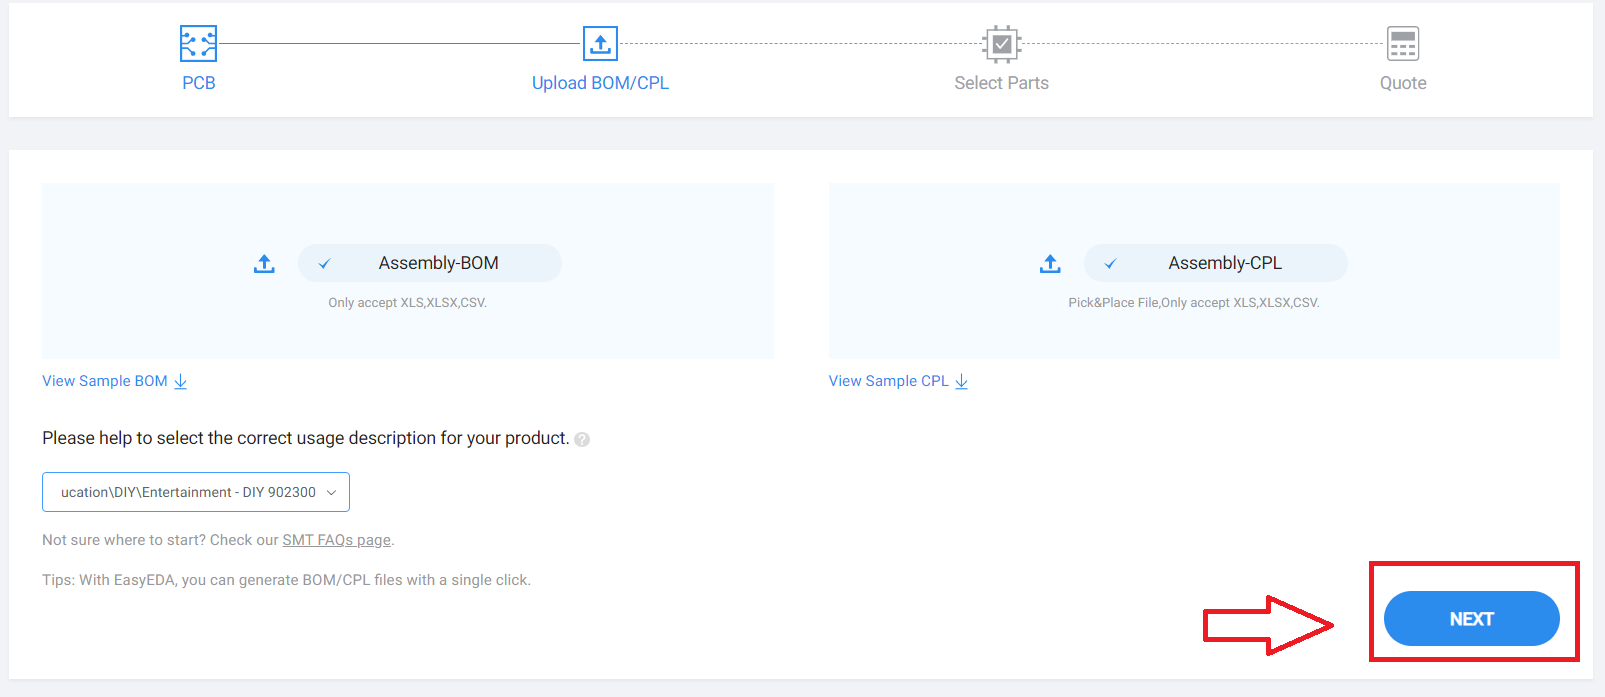 PCB
Upload BOM/CPL
Select Parts
Quote
Assembly-BOM
Only accept XLS,XLSX,CSV.
Assembly-CPL
Pick&Place File,Only accept XLS,XLSX,CSV.
View Sample BOM
View Sample CPL
Please help to select the correct usage description for your product. ?
ucation\DIY\Entertainment - DIY 902300
Not sure where to start? Check our SMT FAQs page.
Tips: With EasyEDA, you can generate BOM/CPL files with a single click.
NEXT